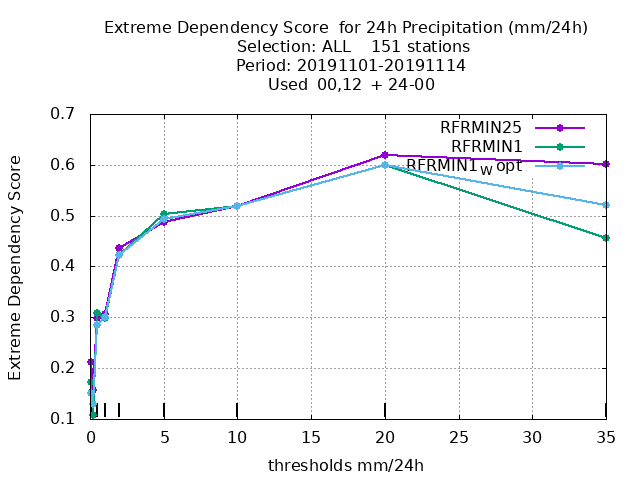 Extreme Dependency Score  for 24h Precipitation (mm/24h)
Selection: ALL    151 stations
Period: 20191101-20191114
Used  00,12  + 24-00
RFRMIN25
RFRMIN1
RFRMIN1_w opt
Extreme Dependency Score
0.7
0.6
0.5
0.4
0.3
0.2
0.1
0 5 10 15 20 25 30 35
thresholds mm/24h